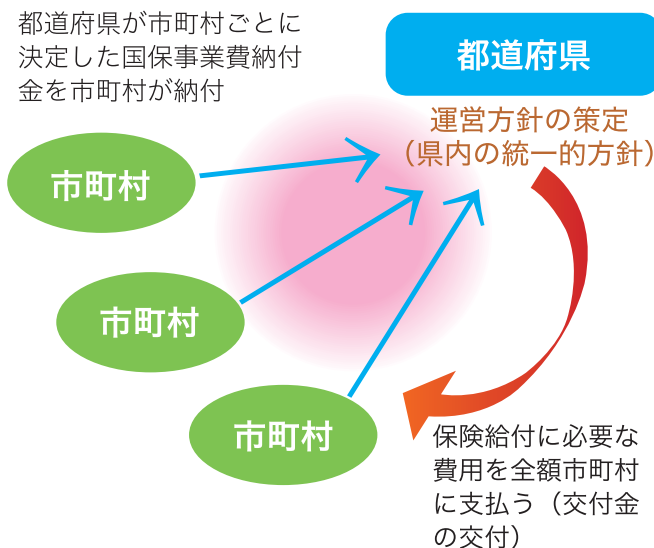 都道府県が市町村ごとに
決定した国保事業費納付
金を市町村が納付
都道府県
運営方針の策定
（県内の統一的方針）
市町村
市町村
市町村
保険給付に必要な
費用を全額市町村
に支払う（交付金
の交付）